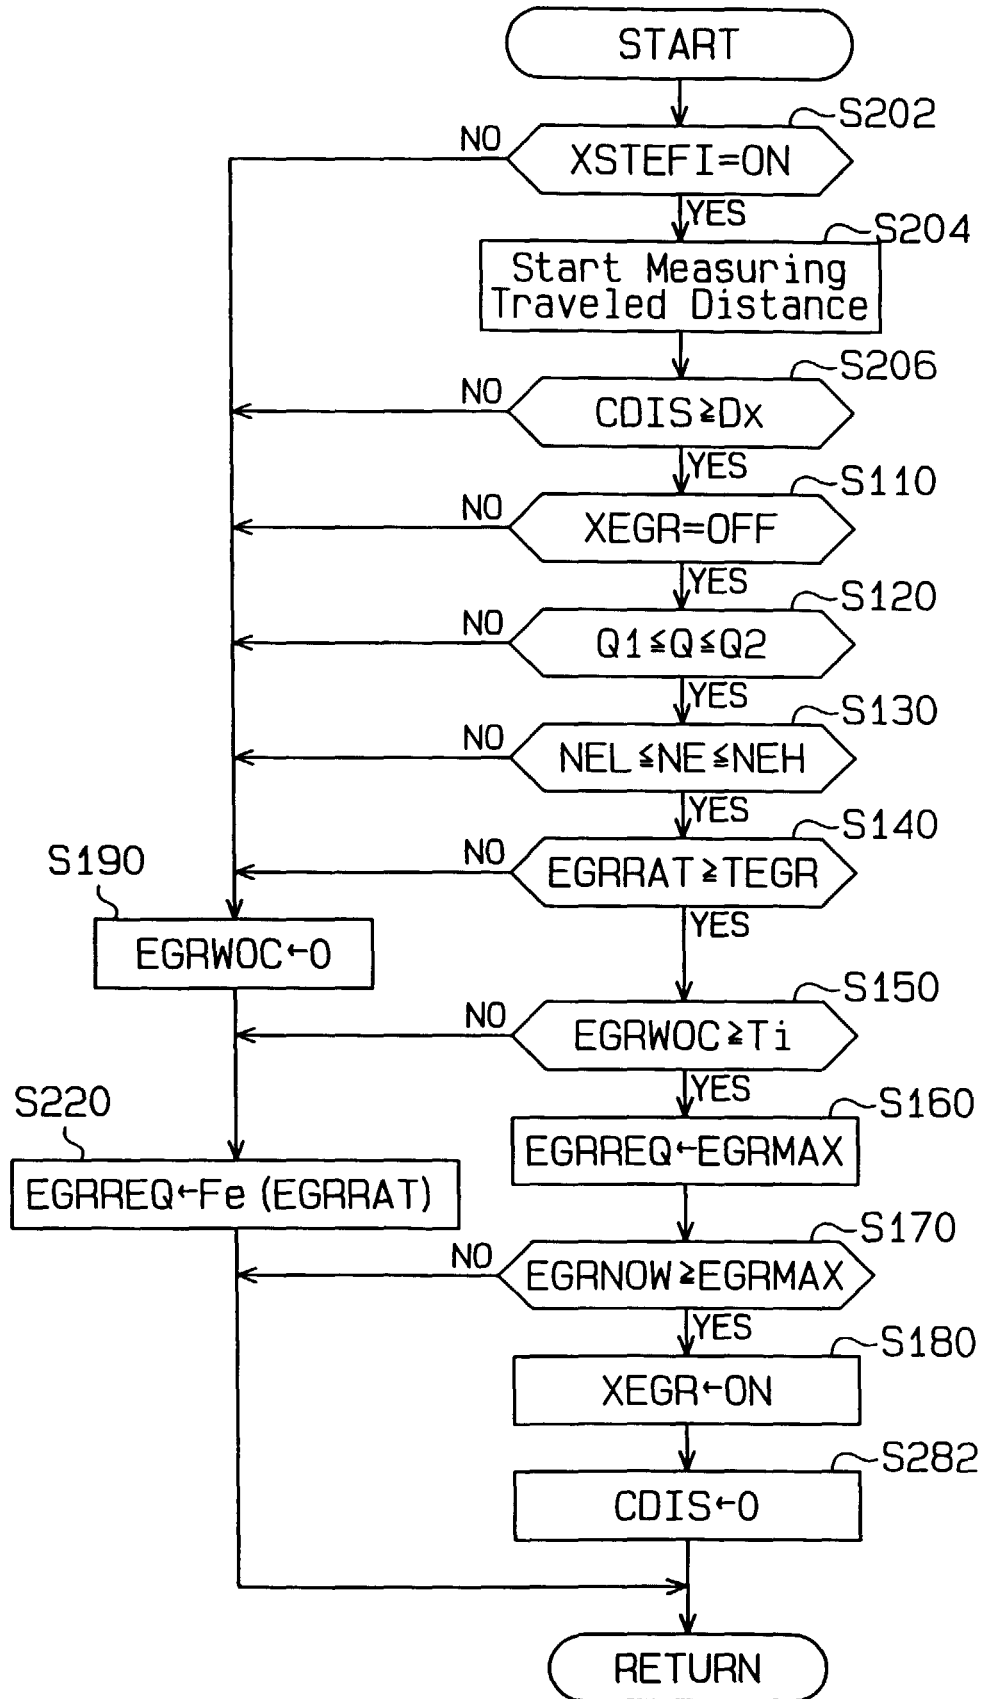 START
S202
NO
XSTEFI=ON
YES
S204
Start Measuring
Traveled Distance
S206
NO
CDIS≧Dx
YES
S110
NO
XEGR=OFF
YES
S120
NO
Q1≦Q≦Q2
YES
S130
NO
NEL≦NE≦NEH
YES
S140
NO
EGRRAT≧TEGR
YES
S190
EGRWOC←0
S150
NO
EGRWOC≧Ti
YES
S160
EGRREQ←EGRMAX
S220
EGRREQ←Fe(EGRRAT)
S170
NO
EGRNOW≧EGRMAX
YES
S180
XEGR←ON
S282
CDIS←0
RETURN